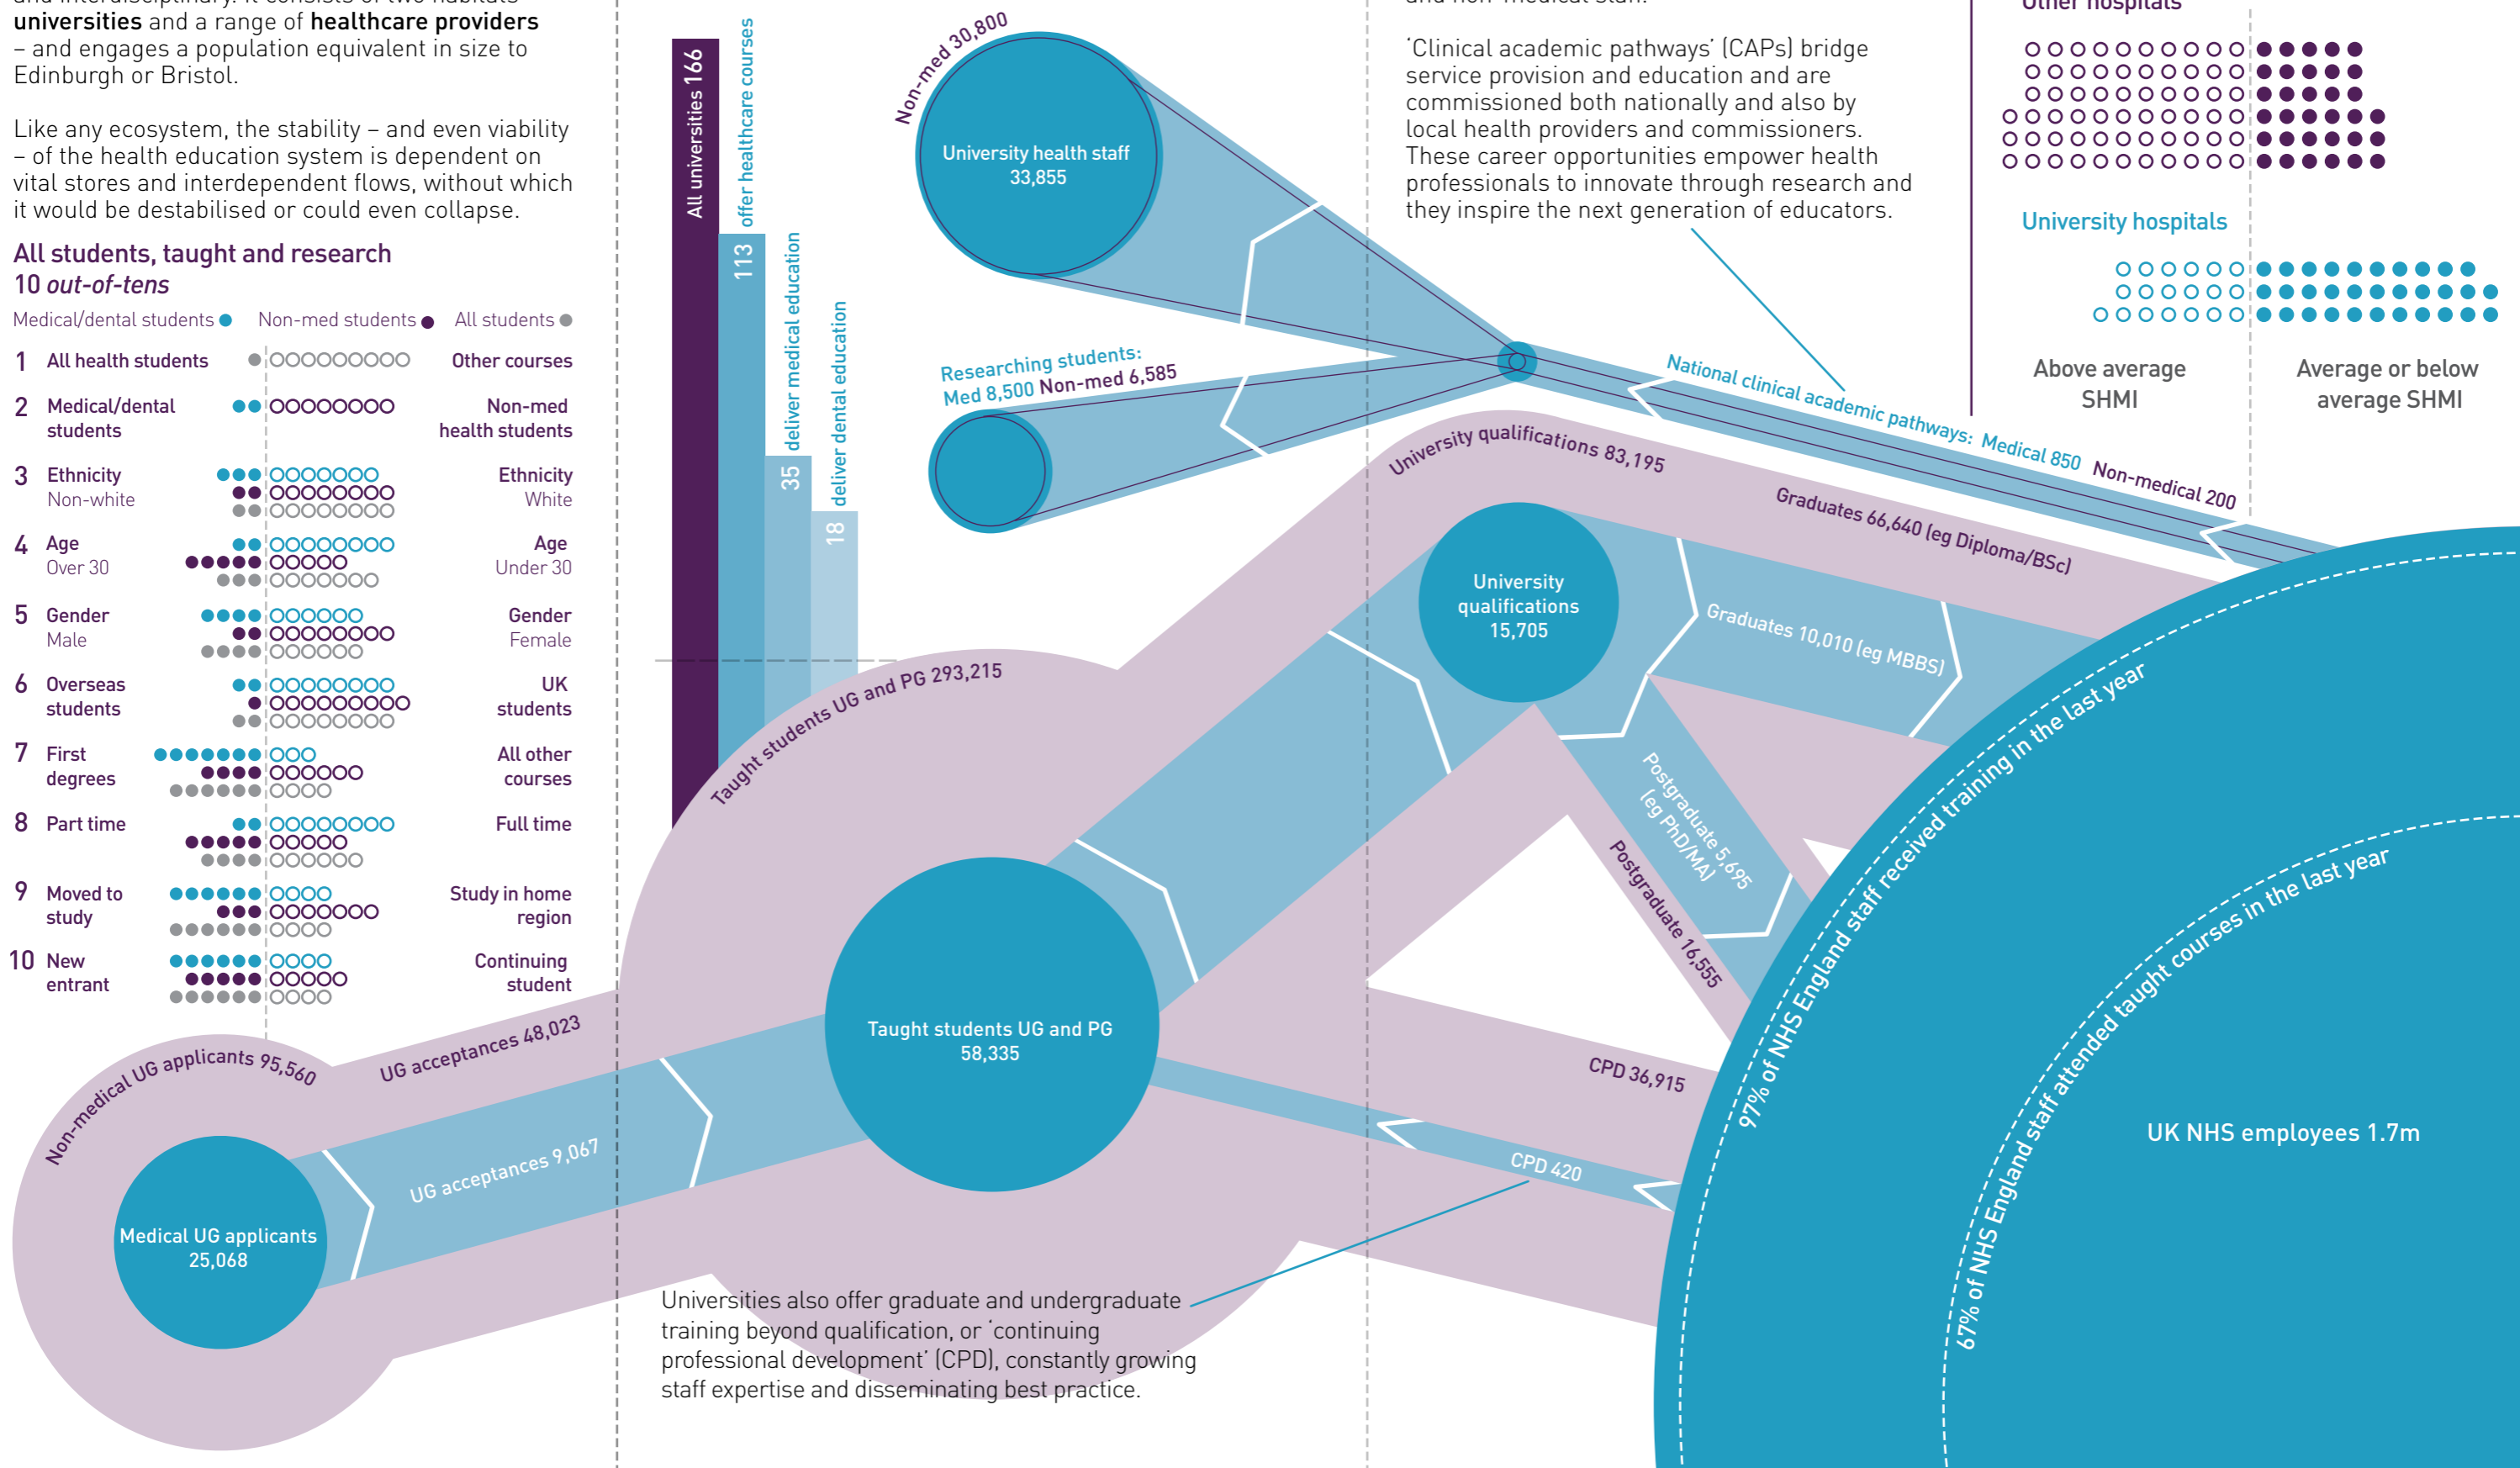 universities and a range of healthcare providers
– and engages a population equivalent in size to
Edinburgh or Bristol.
Like any ecosystem, the stability – and even viability
– of the health education system is dependent on
vital stores and interdependent flows, without which
it would be destabilised or could even collapse.
All students, taught and research
10 out-of-tens
Medical/dental students
Non-med students
All students
1 All health students
Other courses
2 Medical/dental
students
Non-med
health students
3 Ethnicity
Non-white
Ethnicity
White
4 Age
Over 30
Age
Under 30
5 Gender
Male
Gender
Female
6 Overseas
students
UK
students
7 First
degrees
All other
courses
8 Part time
Full time
9 Moved to
study
Study in home
region
10 New
entrant
Continuing
student
Non-medical UG applicants 95,560
Medical UG applicants
25,068
UG acceptances 48,023
UG acceptances 9,067
All universities 166
113 offer healthcare courses
35 deliver medical education
18 deliver dental education
Non-med 30,800
University health staff
33,855
Researching students:
Med 8,500 Non-med 6,585
Taught students UG and PG 293,215
Taught students UG and PG
58,335
Universities also offer graduate and undergraduate
training beyond qualification, or ‘continuing
professional development’ (CPD), constantly growing
staff expertise and disseminating best practice.
and non-medical staff.
‘Clinical academic pathways’ (CAPs) bridge
service provision and education and are
commissioned both nationally and also by
local health providers and commissioners.
These career opportunities empower health
professionals to innovate through research and
they inspire the next generation of educators.
National clinical academic pathways: Medical 850 Non-medical 200
University qualifications 83,195
Graduates 66,640 (eg Diploma/BSc)
University
qualifications
15,705
Graduates 10,010 (eg MBBS)
Postgraduate 5,695
(eg PhD/MA)
Postgraduate 16,555
CPD 36,915
CPD 420
Other hospitals
University hospitals
Above average
SHMI
Average or below
average SHMI
97% of NHS England staff received training in the last year
67% of NHS England staff attended taught courses in the last year
UK NHS employees 1.7m